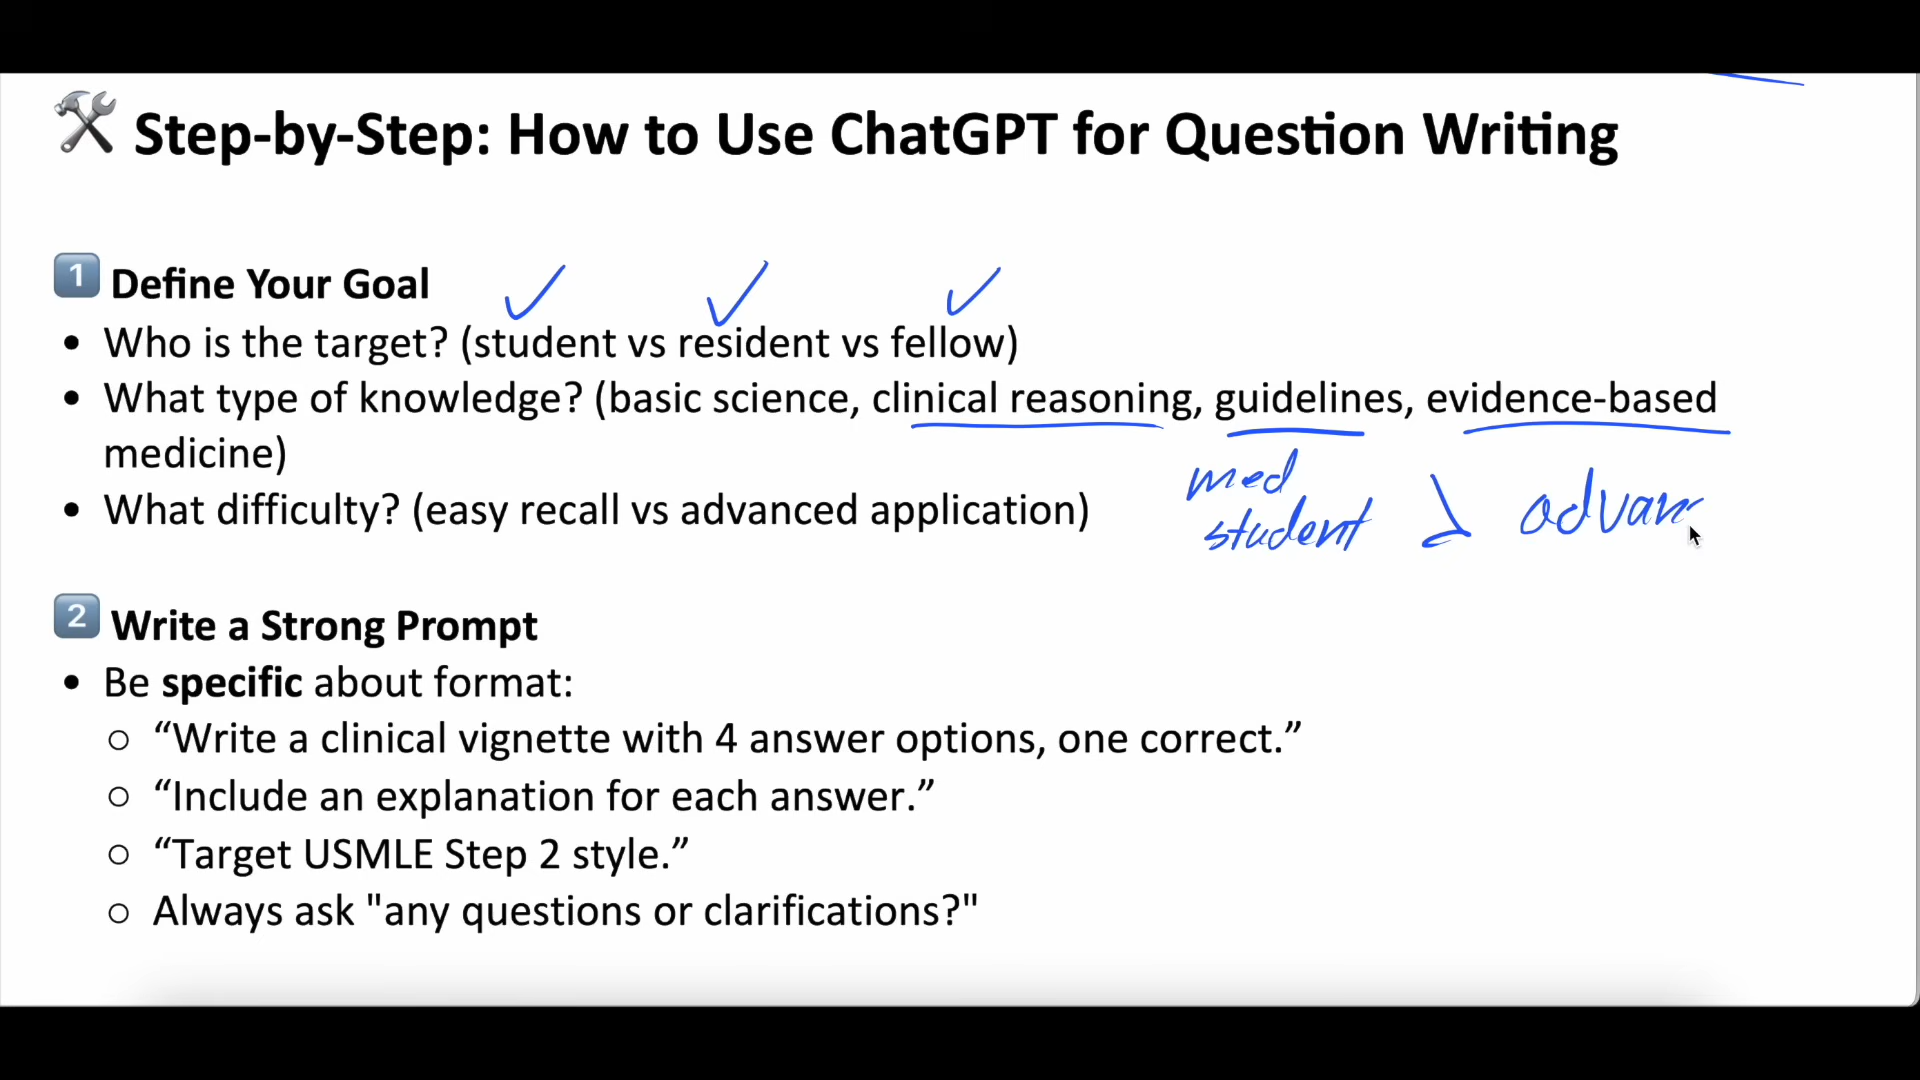 🛠 Step-by-Step: How to Use ChatGPT for Question Writing
1 Define Your Goal
• Who is the target? (student vs resident vs fellow)
• What type of knowledge? (basic science, clinical reasoning, guidelines, evidence-based
medicine)
• What difficulty? (easy recall vs advanced application)
med
student
advan
2 Write a Strong Prompt
• Be specific about format:
○ “Write a clinical vignette with 4 answer options, one correct.”
○ “Include an explanation for each answer.”
○ “Target USMLE Step 2 style.”
○ Always ask "any questions or clarifications?"